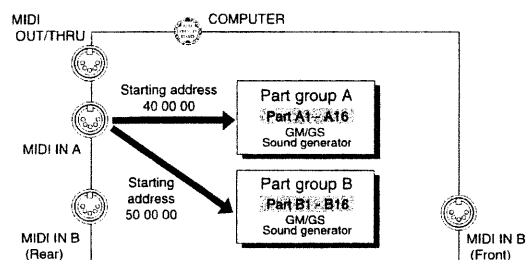 MIDI
OUT/THRU
COMPUTER
Starting address
40 00 00
MIDI IN A
Part group A
Part A1 - A16
GM/GS
Sound generator
Starting
address
50 00 00
Part group B
Part B1 - B16
GM/GS
Sound generator
MIDI IN B
(Rear)
MIDI IN B
(Front)